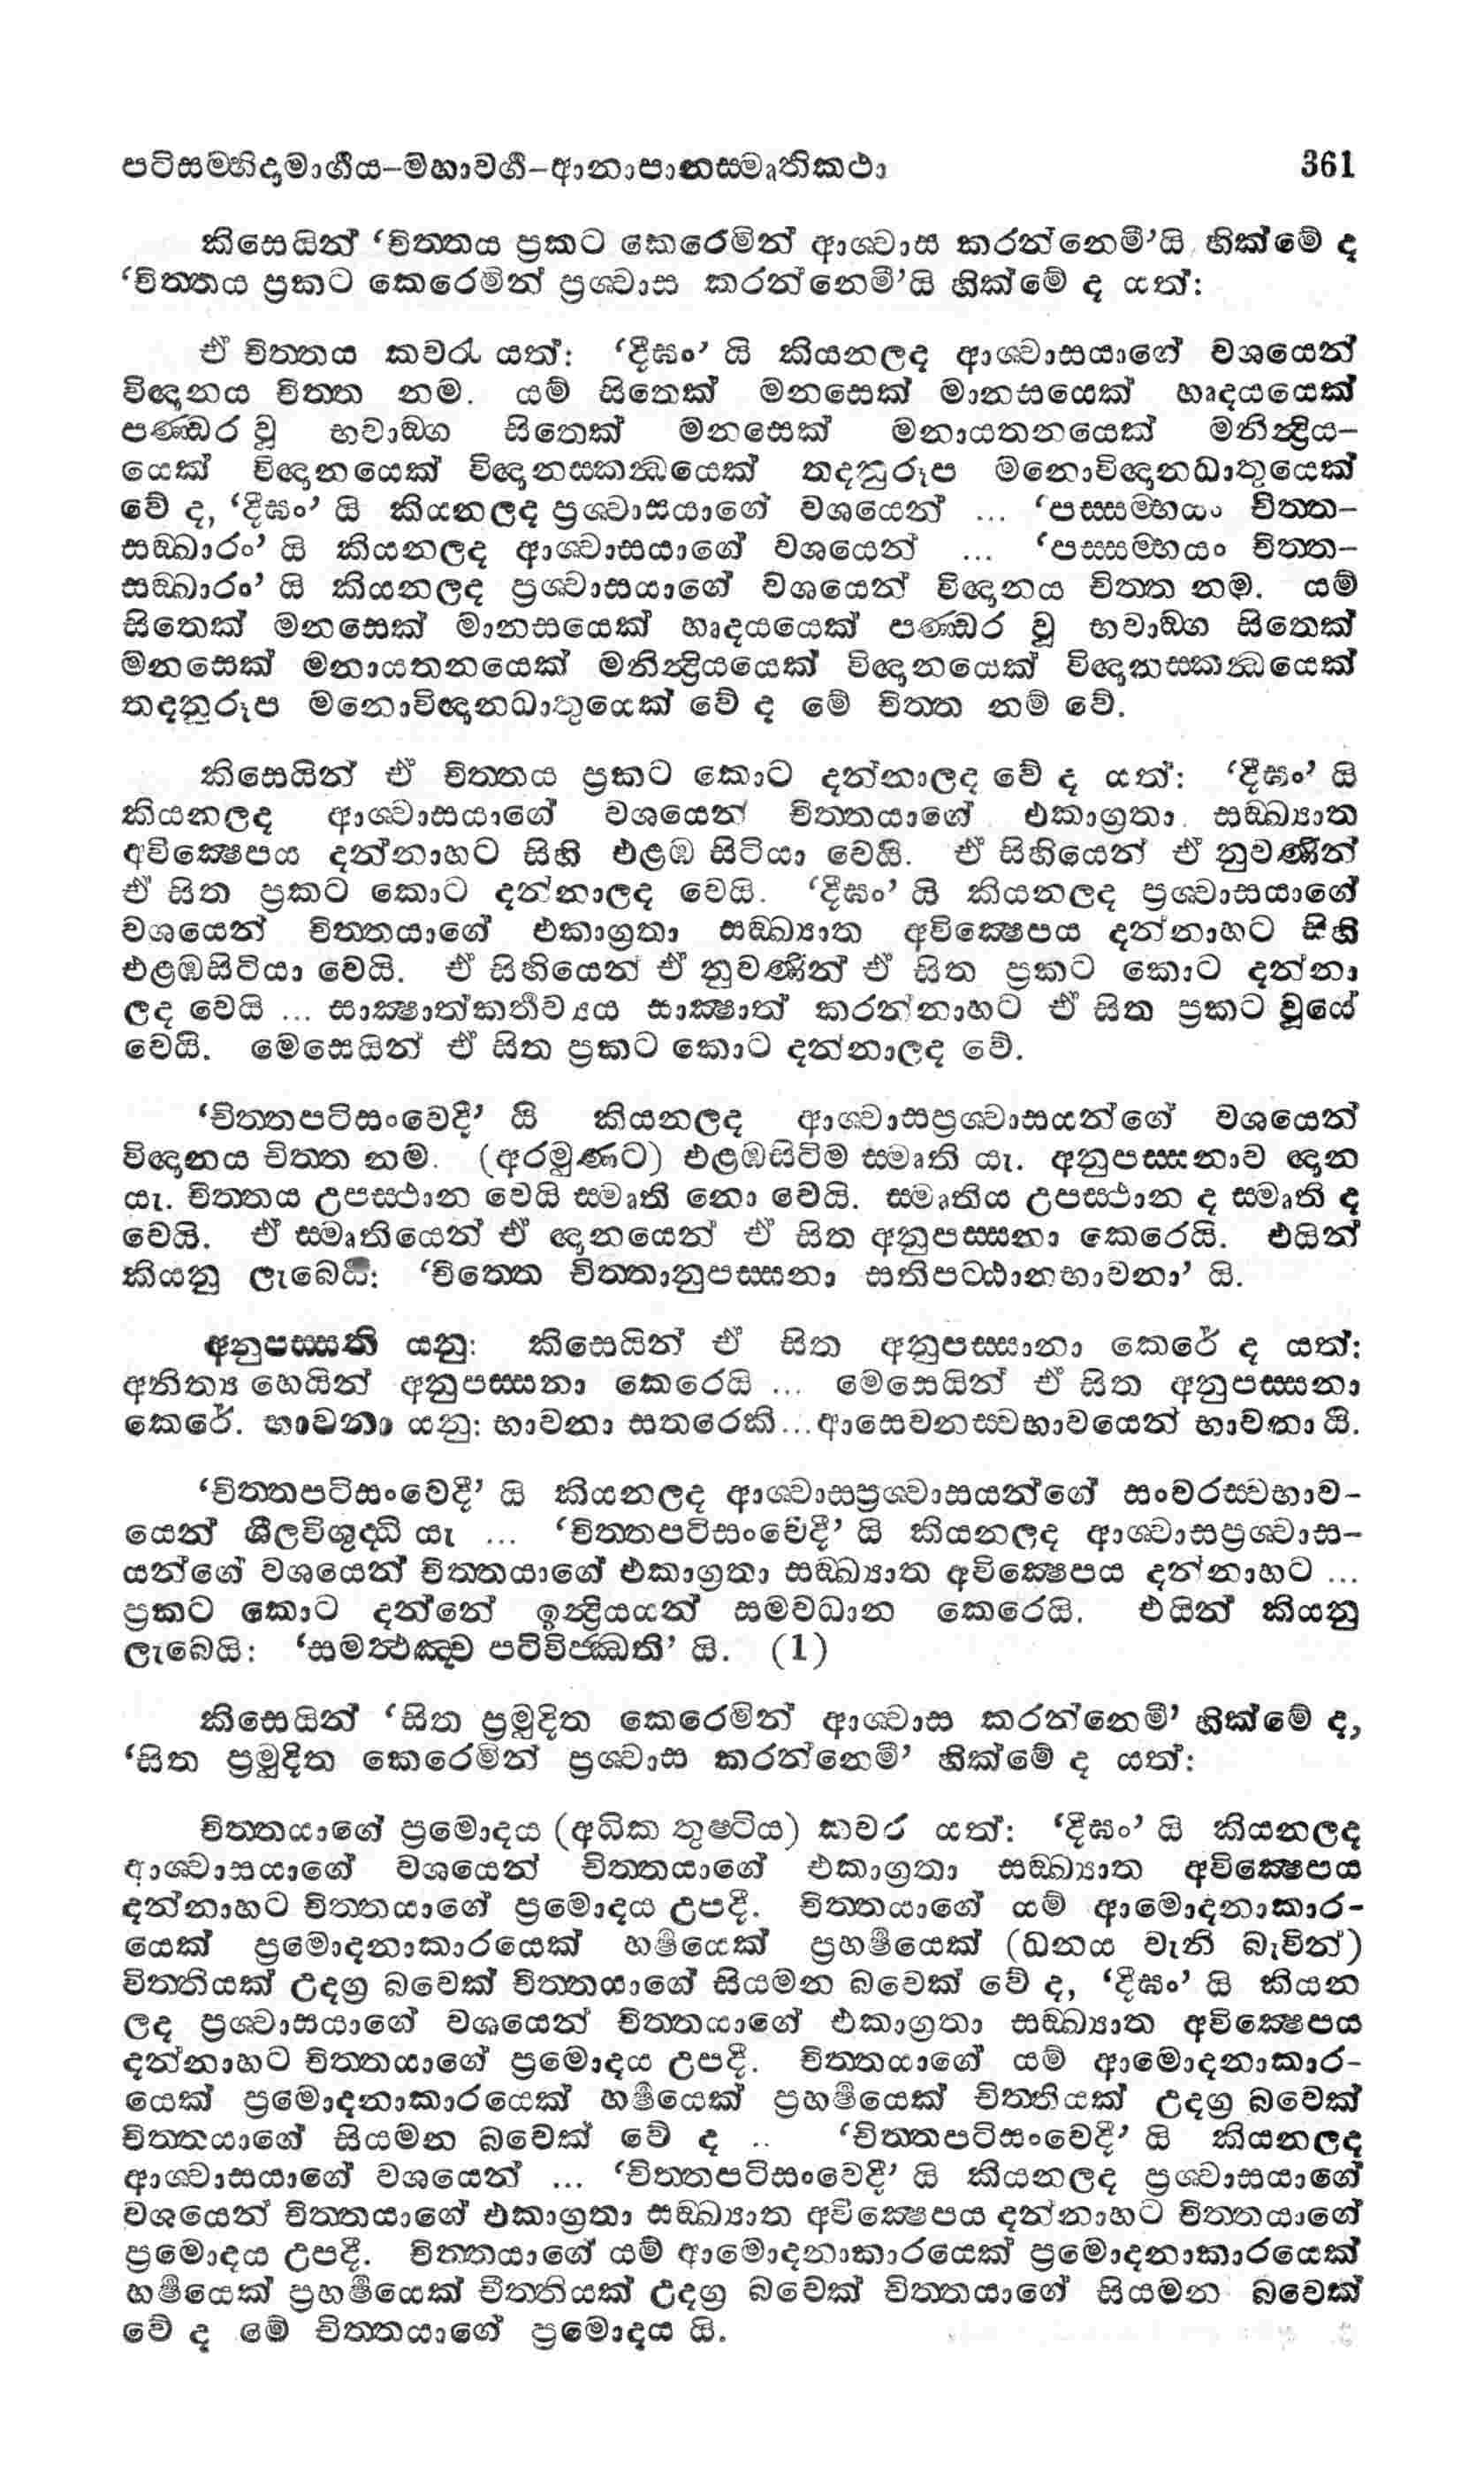 පටිසම්භිදාමාර්ගය–මහාවර්ග–ආනාපානසමෘතිකථා 361
කිසෙයින් ‘චිත්තය ප්‍රකට කෙරෙමින් ආශ්වාස කරන්නෙමි’යි හික්මේ ද
‘චිත්තය ප්‍රකට කෙරෙමින් ප්‍රශ්වාස කරන්නෙමි’යි හික්මේ ද යත්:
ඒ චිත්තය කවරැ යත්: ‘දීඝං’ යි කියනලද ආශ්වාසයාගේ වශයෙන්
විඥානය චිත්ත නම. යම් සිතෙක් මනසෙක් මානසයෙක් හෘදයයෙක්
පණ්ඩර වූ භවාඞ්ග සිතෙක් මනසෙක් මනායතනයෙක් මනින්ද්‍රිය-
යෙක් විඥානයෙක් විඥානස්කන්ධයෙක් තදනුරූප මනොවිඥානධාතුයෙක්
වේ ද, ‘දීඝං’ යි කියනලද ප්‍රශ්වාසයාගේ වශයෙන් ... ‘පස්සම්භයං චිත්ත-
සඞ්ඛාරං’ යි කියනලද ආශ්වාසයාගේ වශයෙන් ... ‘පස්සම්භයං චිත්ත-
සඞ්ඛාරං’ යි කියනලද ප්‍රශ්වාසයාගේ වශයෙන් විඥානය චිත්ත නම. යම්
සිතෙක් මනසෙක් මානසයෙක් හෘදයයෙක් පණ්ඩර වූ භවාඞ්ග සිතෙක්
මනසෙක් මනායතනයෙක් මනින්ද්‍රියයෙක් විඥානයෙක් විඥානස්කන්ධයෙක්
තදනුරූප මනොවිඥානධාතුයෙක් වේ ද මේ චිත්ත නම් වේ.
කිසෙයින් ඒ චිත්තය ප්‍රකට කොට දන්නාලද වේ ද යත්: ‘දීඝං’ යි
කියනලද ආශ්වාසයාගේ වශයෙන් චිත්තයාගේ එකාග්‍රතා සඞ්ඛ්‍යාත
අවික්ෂෙපය දන්නාහට සිහි එළඹ සිටියා වෙයි. ඒ සිහියෙන් ඒ නුවණින්
ඒ සිත ප්‍රකට කොට දන්නාලද වෙයි. ‘දීඝං’ යි කියනලද ප්‍රශ්වාසයාගේ
වශයෙන් චිත්තයාගේ එකාග්‍රතා සඞ්ඛ්‍යාත අවික්ෂෙපය දන්නාහට සිහි
එළඹසිටියා වෙයි. ඒ සිහියෙන් ඒ නුවණින් ඒ සිත ප්‍රකට කොට දන්නා
ලද වෙයි ... සාක්ෂාත්කර්තව්‍යය සාක්ෂාත් කරන්නාහට ඒ සිත ප්‍රකට වූයේ
වෙයි. මෙසෙයින් ඒ සිත ප්‍රකට කොට දන්නාලද වේ.
‘චිත්තපටිසංවෙදී’ යි කියනලද ආශ්වාසප්‍රශ්වාසයන්ගේ වශයෙන්
විඥානය චිත්ත නම. (අරමුණට) එළඹසිටීම ස්මෘති යැ. අනුපස්සනාව ඥාන
යැ. චිත්තය උපස්ථාන වෙයි ස්මෘති නො වෙයි. ස්මෘතිය උපස්ථාන ද ස්මෘති ද
වෙයි. ඒ ස්මෘතියෙන් ඒ ඥානයෙන් ඒ සිත අනුපස්සනා කෙරෙයි. එයින්
කියනු ලැබෙයි: ‘චිත්තෙ චිත්තානුපස්සනා සතිපට්ඨානභාවනා’ යි.
අනුපස්සති යනු: කිසෙයින් ඒ සිත අනුපස්සානා කෙරේ ද යත්:
අනිත්‍ය හෙයින් අනුපස්සනා කෙරෙයි ... මෙසෙයින් ඒ සිත අනුපස්සනා
කෙරේ. භාවනා යනු: භාවනා සතරෙකි...ආසෙවනස්වභාවයෙන් භාවනා යි.
‘චිත්තපටිසංවෙදී’ යි කියනලද ආශ්වාසප්‍රශ්වාසයන්ගේ සංවරස්වභාව-
යෙන් ශීලවිශුද්ධි යැ ... ‘චිත්තපටිසංවේදී’ යි කියනලද ආශ්වාසප්‍රශ්වාස-
යන්ගේ වශයෙන් චිත්තයාගේ එකාග්‍රතා සඞ්ඛ්‍යාත අවික්ෂෙපය දන්නාහට ...
ප්‍රකට කොට දන්නේ ඉන්ද්‍රියයන් සමවධාන කෙරෙයි. එයින් කියනු
ලැබෙයි: ‘සමත්ථඤ්ච පටිවිජ්ඣති’ යි. (1)
කිසෙයින් ‘සිත ප්‍රමුදිත කෙරෙමින් ආශ්වාස කරන්නෙමි’ හික්මේ ද,
‘සිත ප්‍රමුදිත කෙරෙමින් ප්‍රශ්වාස කරන්නෙමි’ හික්මේ ද යත්:
චිත්තයාගේ ප්‍රමොදය (අධික තුෂ්ටිය) කවර යත්: ‘දීඝං’ යි කියනලද
ආශ්වාසයාගේ වශයෙන් චිත්තයාගේ එකාග්‍රතා සඞ්ඛ්‍යාත අවික්ෂෙපය
දන්නාහට චිත්තයාගේ ප්‍රමොදය උපදී. චිත්තයාගේ යම් ආමොදනාකාර-
යෙක් ප්‍රමොදනාකාරයෙක් හර්ෂයෙක් ප්‍රහර්ෂයෙක් (ධනය වැනි බැවින්)
චිත්තියක් උදග්‍ර බවෙක් චිත්තයාගේ සියමන බවෙක් වේ ද, ‘දීඝං’ යි කියන
ලද ප්‍රශ්වාසයාගේ වශයෙන් චිත්තයාගේ එකාග්‍රතා සඞ්ඛ්‍යාත අවික්ෂෙපය
දන්නාහට චිත්තයාගේ ප්‍රමොදය උපදී. චිත්තයාගේ යම් ආමොදනාකාර-
යෙක් ප්‍රමොදනාකාරයෙක් හර්ෂයෙක් ප්‍රහර්ෂයෙක් චිත්තියක් උදග්‍ර බවෙක්
චිත්තයාගේ සියමන බවෙක් වේ ද .. ‘චිත්තපටිසංවෙදී’ යි කියනලද
ආශ්වාසයාගේ වශයෙන් ... ‘චිත්තපටිසංවෙදී’ යි කියනලද ප්‍රශ්වාසයාගේ
වශයෙන් චිත්තයාගේ එකාග්‍රතා සඞ්ඛ්‍යාත අවික්ෂෙපය දන්නාහට චිත්තයාගේ
ප්‍රමොදය උපදී. චිත්තයාගේ යම් ආමොදනාකාරයෙක් ප්‍රමොදනාකාරයෙක්
හර්ෂයෙක් ප්‍රහර්ෂයෙක් චීත්තියක් උදග්‍ර බවෙක් චිත්තයාගේ සියමන බවෙක්
වේ ද මේ චිත්තයාගේ ප්‍රමොදය යි.